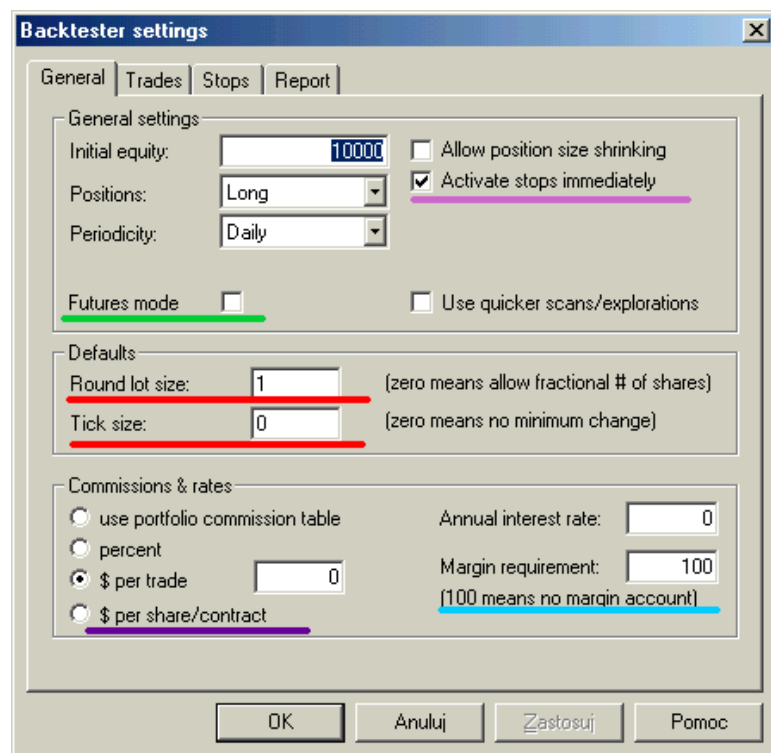 Backtester settings
General Trades Stops Report
General settings
Initial equity: 10000 Allow position size shrinking
Positions: Long Activate stops immediately
Periodicity: Daily
Futures mode Use quicker scans/explorations
Defaults
Round lot size: 1 (zero means allow fractional # of shares)
Tick size: 0 (zero means no minimum change)
Commissions & rates
use portfolio commission table Annual interest rate: 0
percent
$ per trade 0 Margin requirement: 100
$ per share/contract (100 means no margin account)
OK Anuluj Zastosuj Pomoc